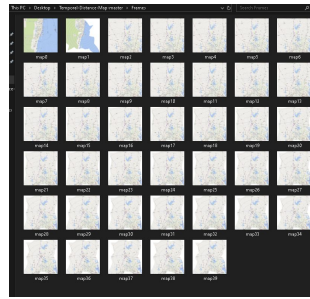 This PC > Desktop > Temporal-Distance-Map-master > Frames
Search Frames
map0 map1 map2 map3 map4 map5 map6
map7 map8 map9 map10 map11 map12 map13
map14 map15 map16 map17 map18 map19 map20
map21 map22 map23 map24 map25 map26 map27
map28 map29 map30 map31 map32 map33 map34
map35 map36 map37 map38 map39